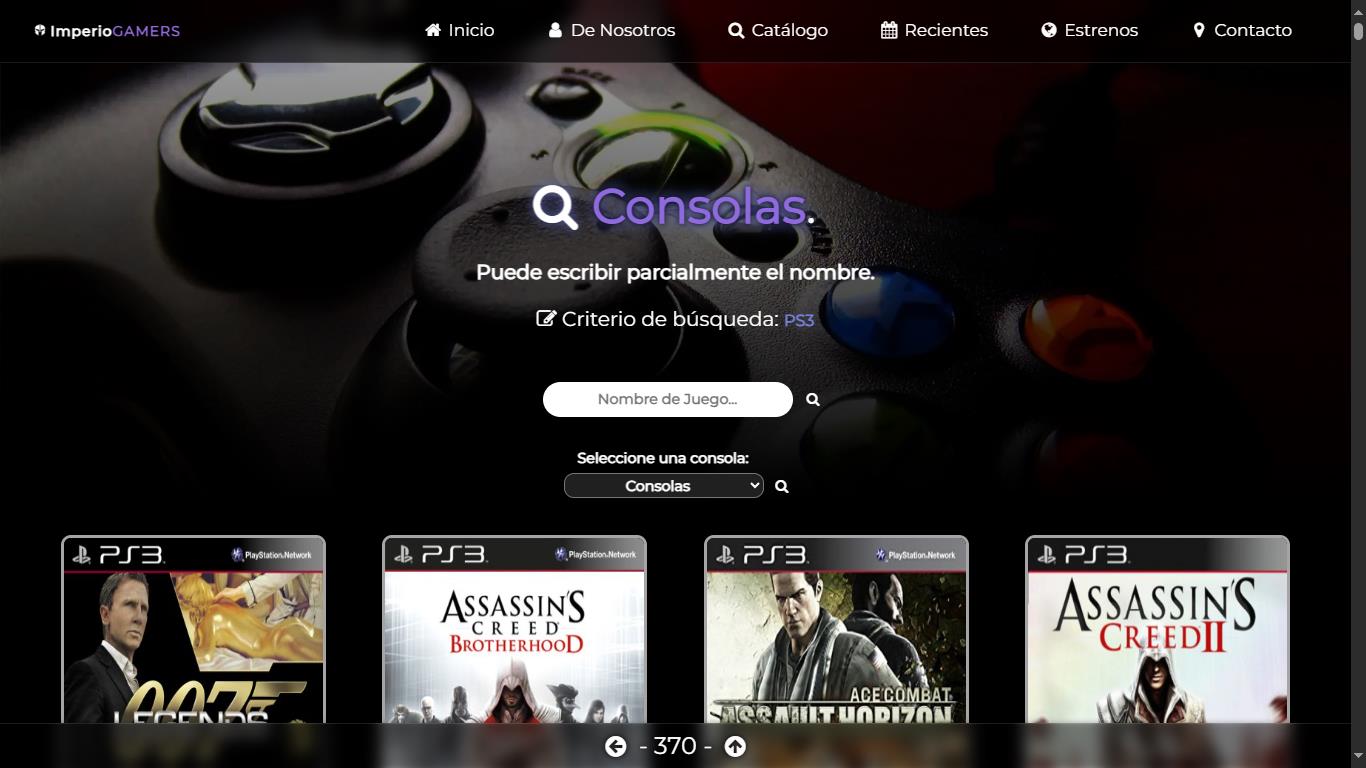 ImperioGAMERS
Inicio
De Nosotros
Catálogo
Recientes
Estrenos
Contacto
Consolas.
Puede escribir parcialmente el nombre.
Criterio de búsqueda: PS3
Nombre de Juego...
Seleccione una consola:
Consolas
PS3 PlayStation Network
007
LEGENDS
PS3 PlayStation Network
ASSASSIN'S
CREED
BROTHERHOOD
PS3 PlayStation Network
ACE COMBAT
ASSAULT HORIZON
PS3
ASSASSIN'S
CREED II
- 370 -